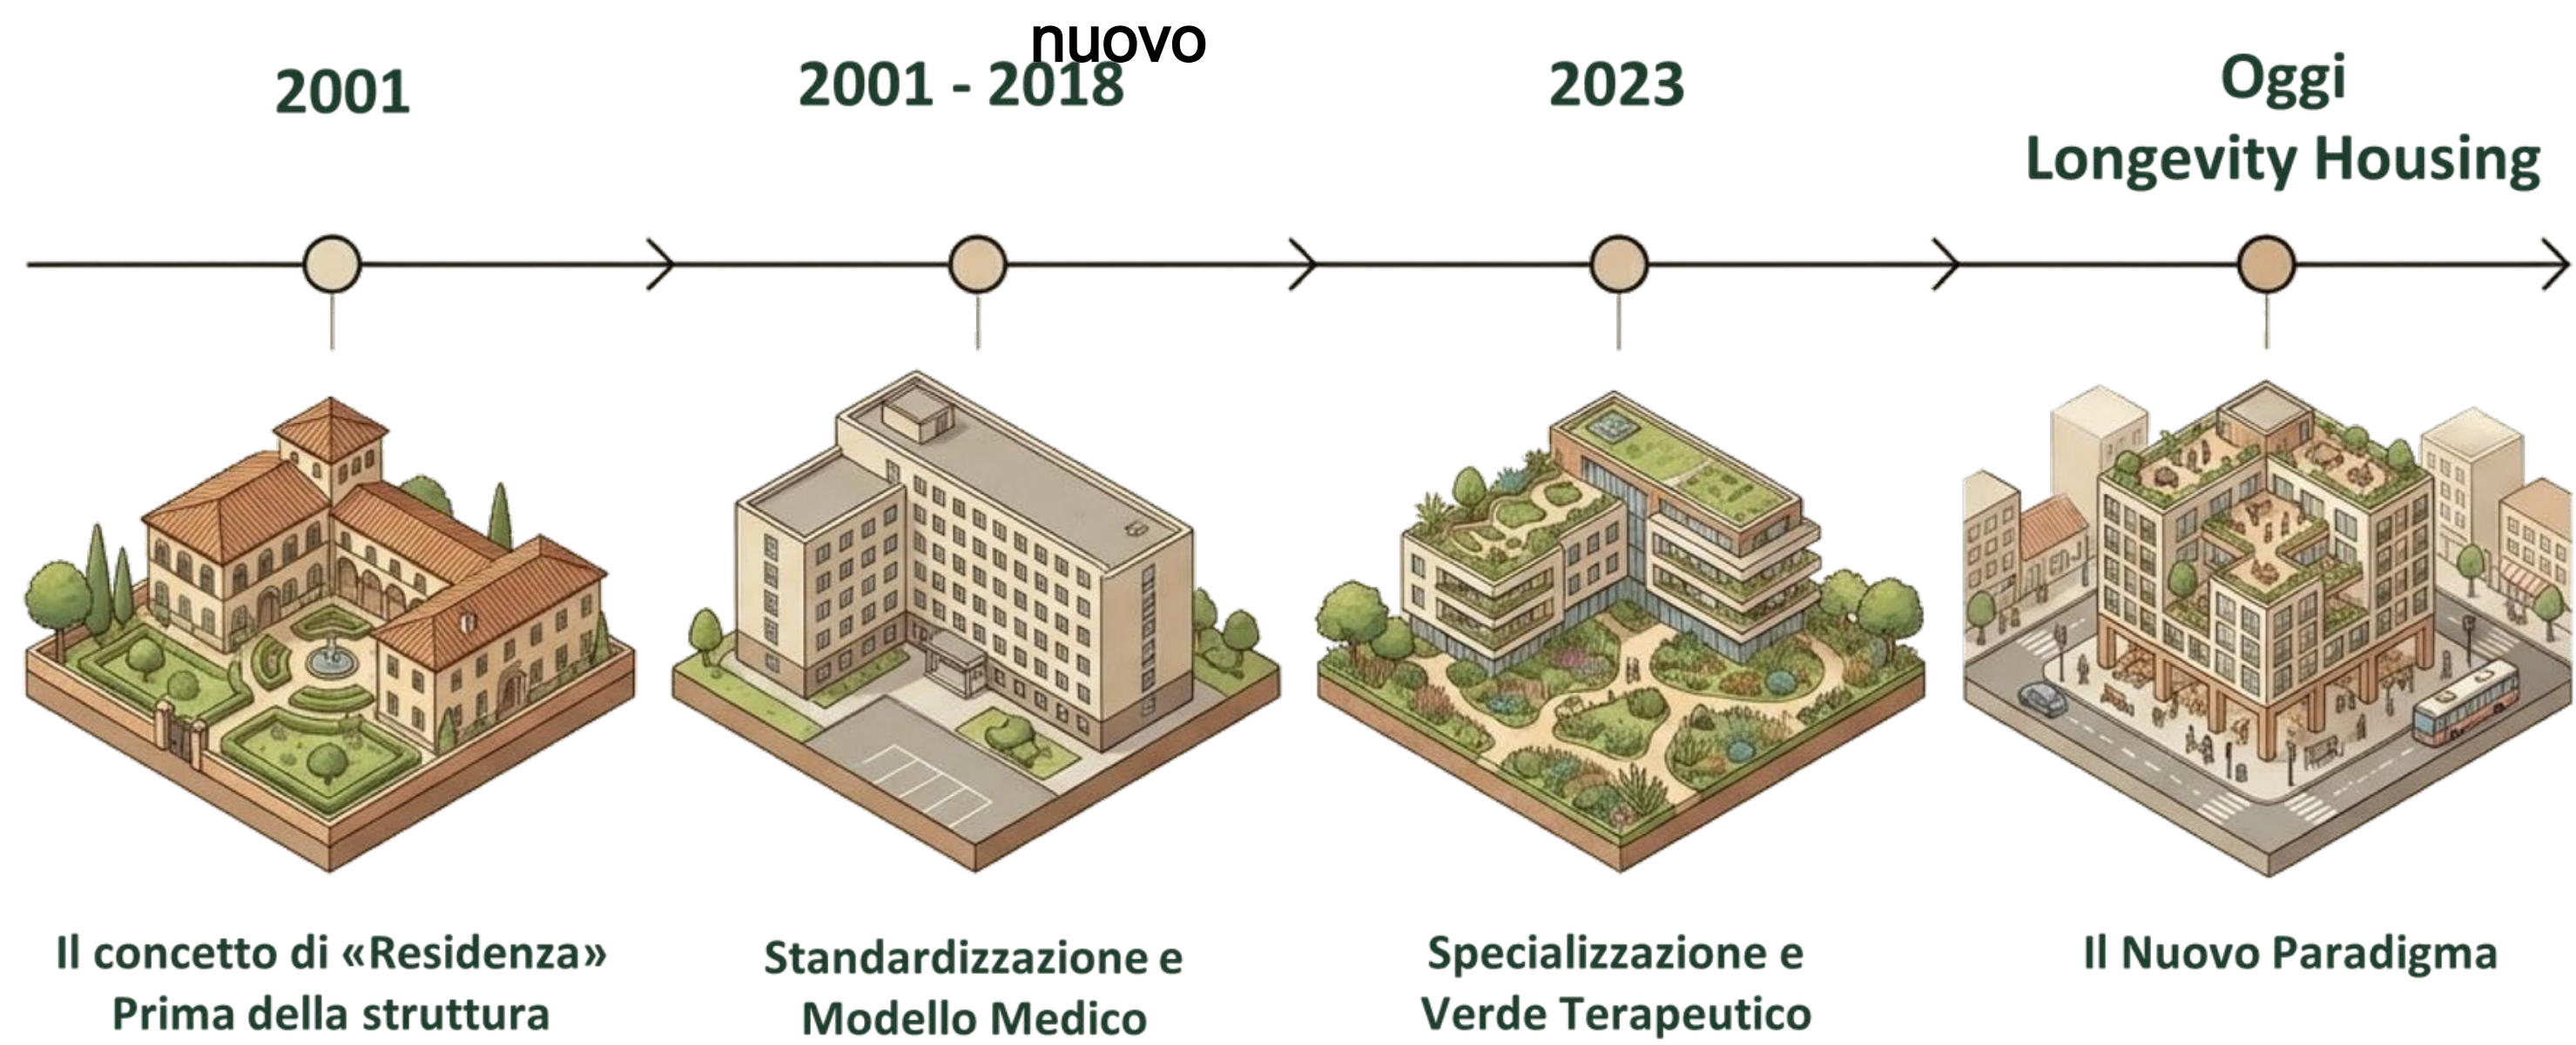 nuovo
2001
2001 - 2018
2023
Oggi
Longevity Housing
Il concetto di «Residenza»
Prima della struttura
Standardizzazione e
Modello Medico
Specializzazione e
Verde Terapeutico
Il Nuovo Paradigma